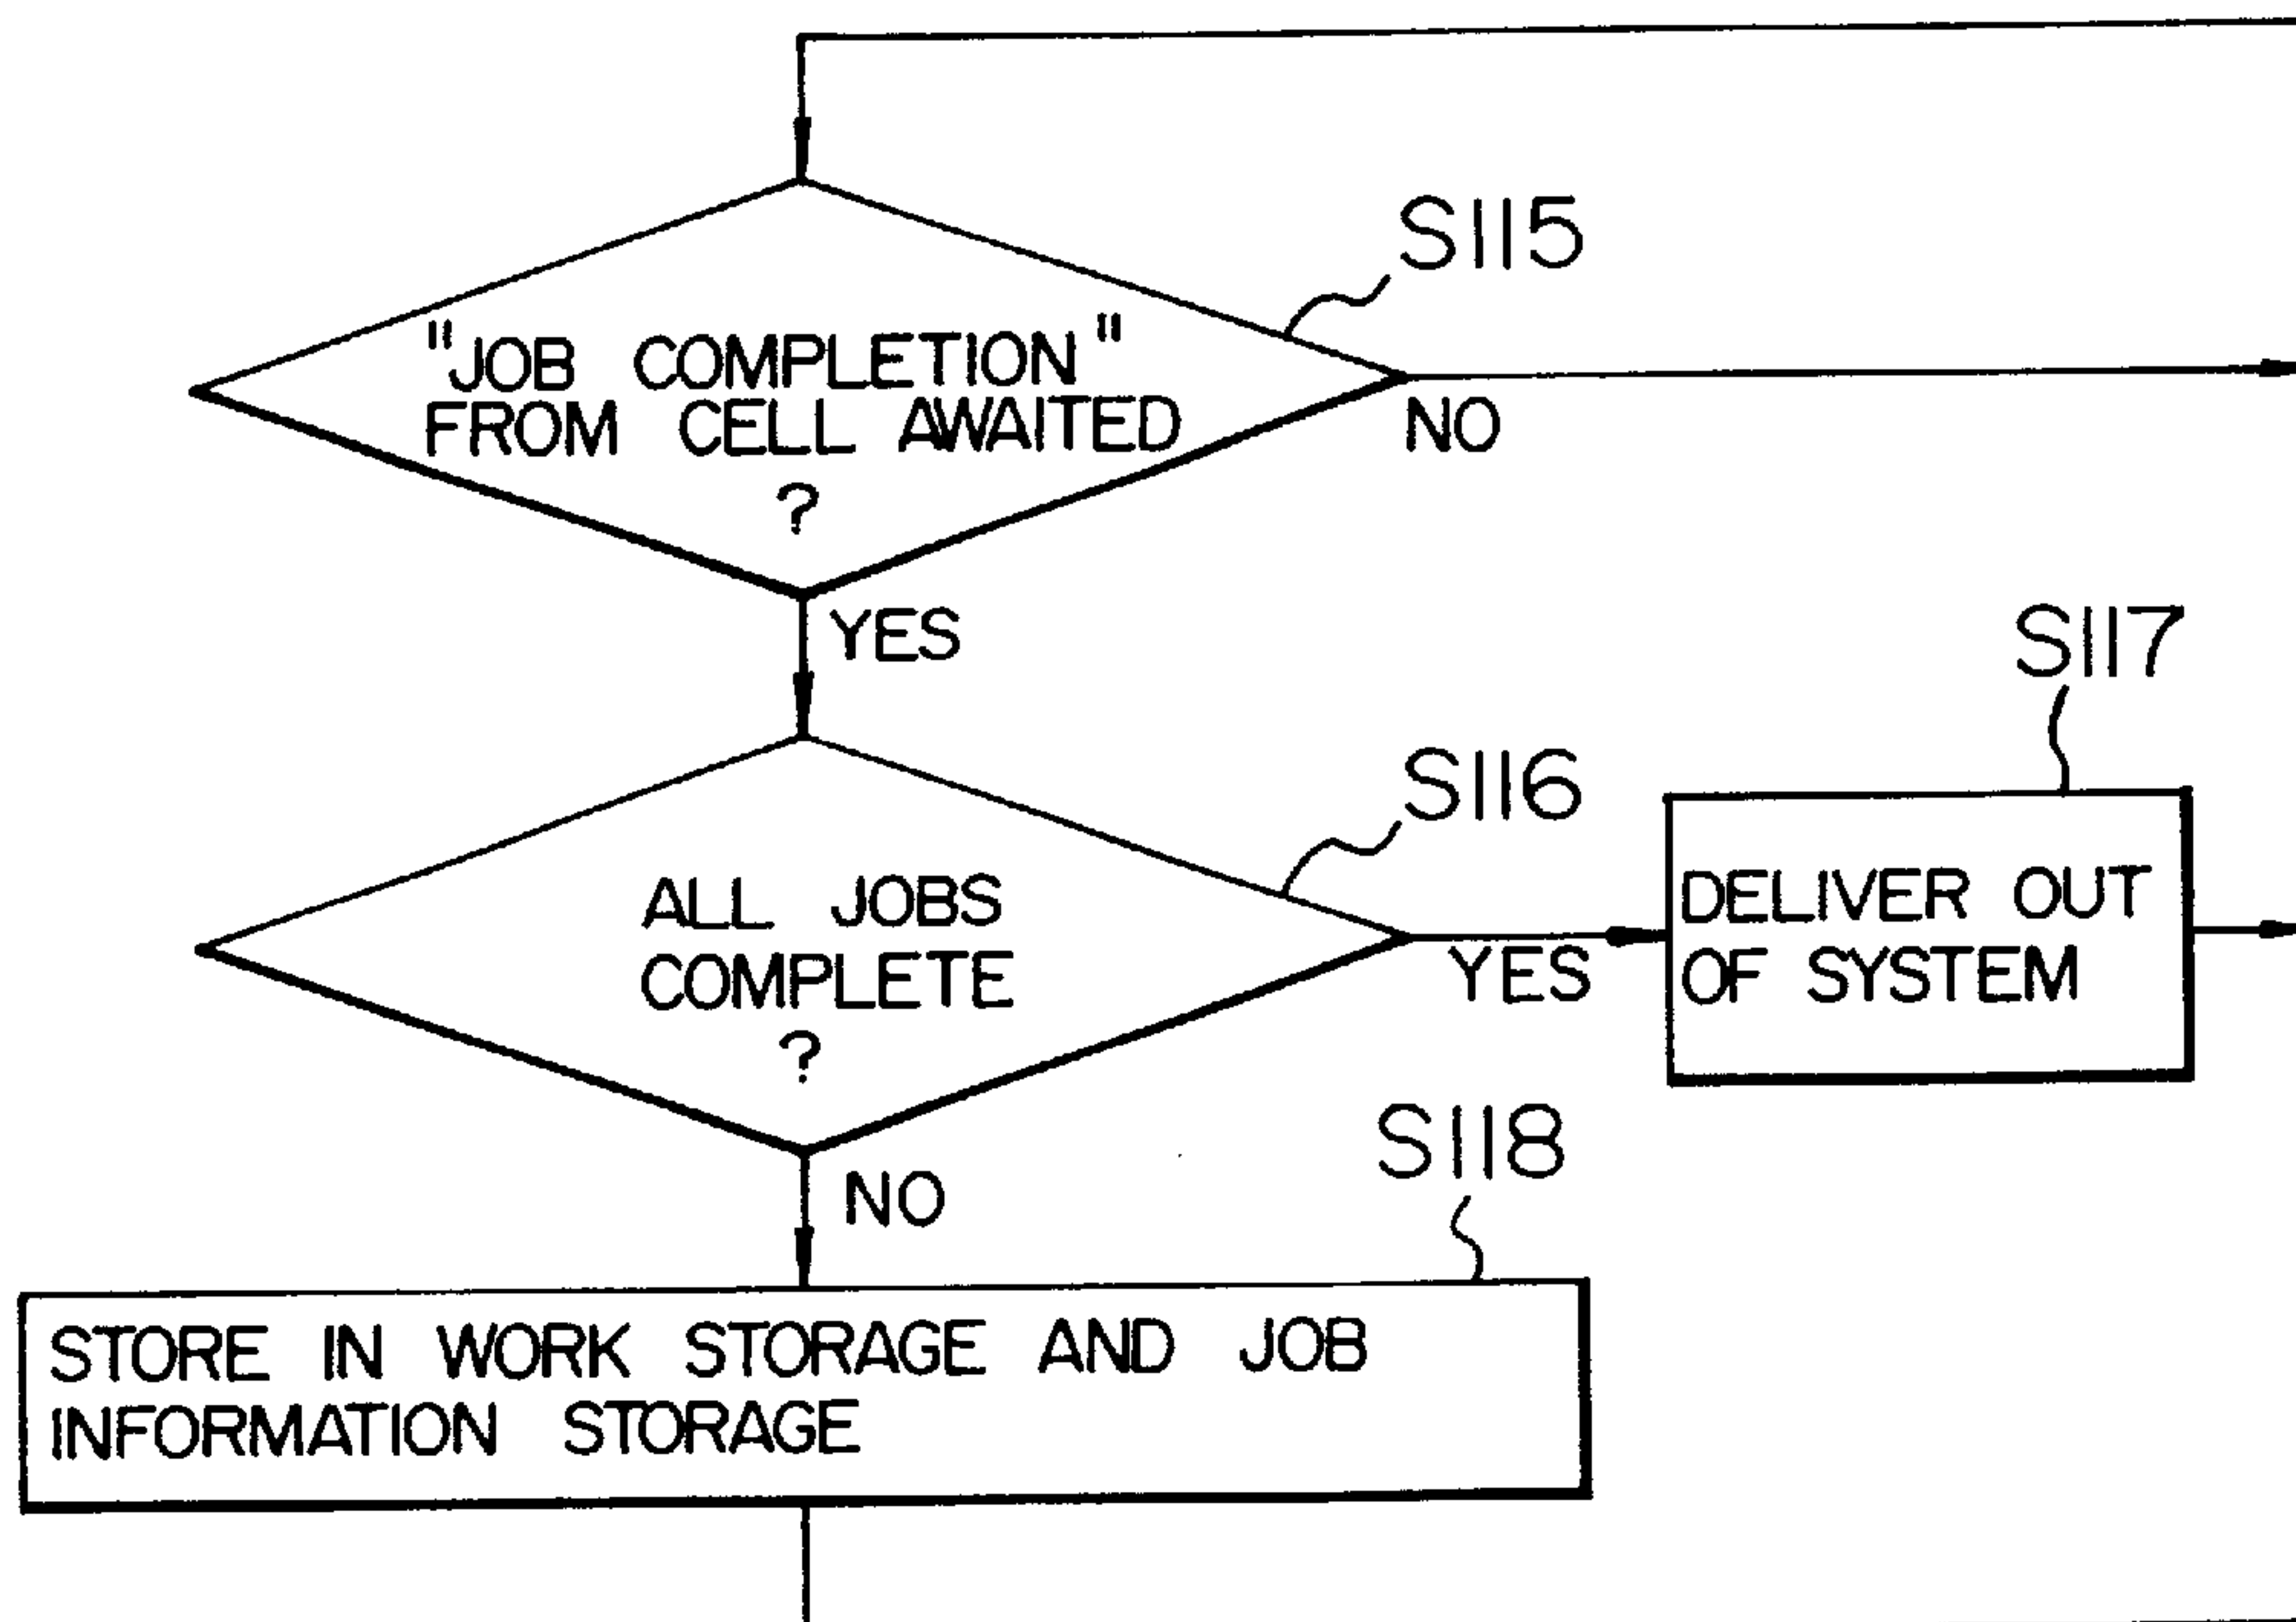 S115
"JOB COMPLETION"
FROM CELL AWAITED
?
NO
YES
S117
S116
ALL JOBS
COMPLETE
?
YES
DELIVER OUT
OF SYSTEM
NO
S118
STORE IN WORK STORAGE AND JOB
INFORMATION STORAGE